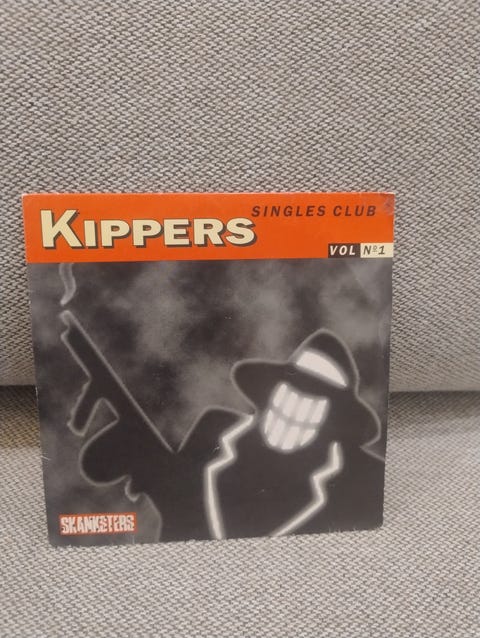 SINGLES CLUB
KIPPERS
VOL Nº1
SKANKSTERS